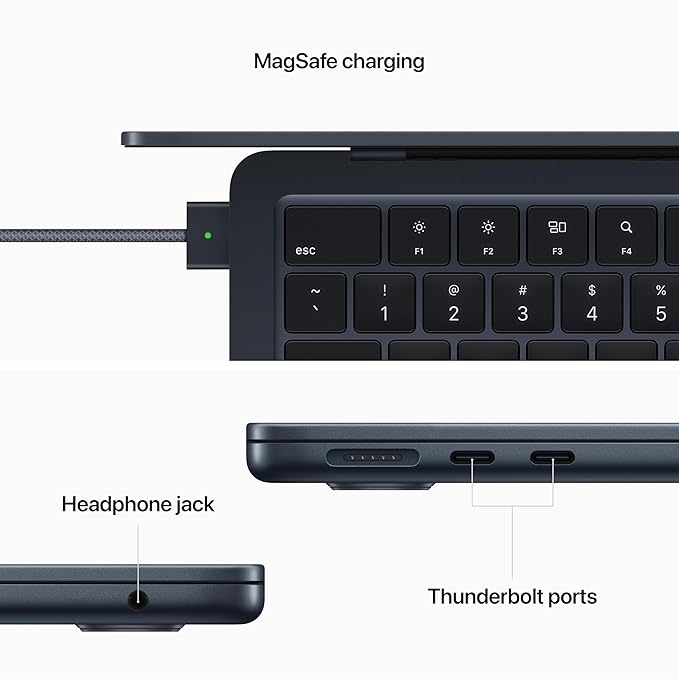 MagSafe charging
esc
F1
F2
F3
F4
~
`
!
1
@
2
#
3
$
4
%
5
Headphone jack
Thunderbolt ports